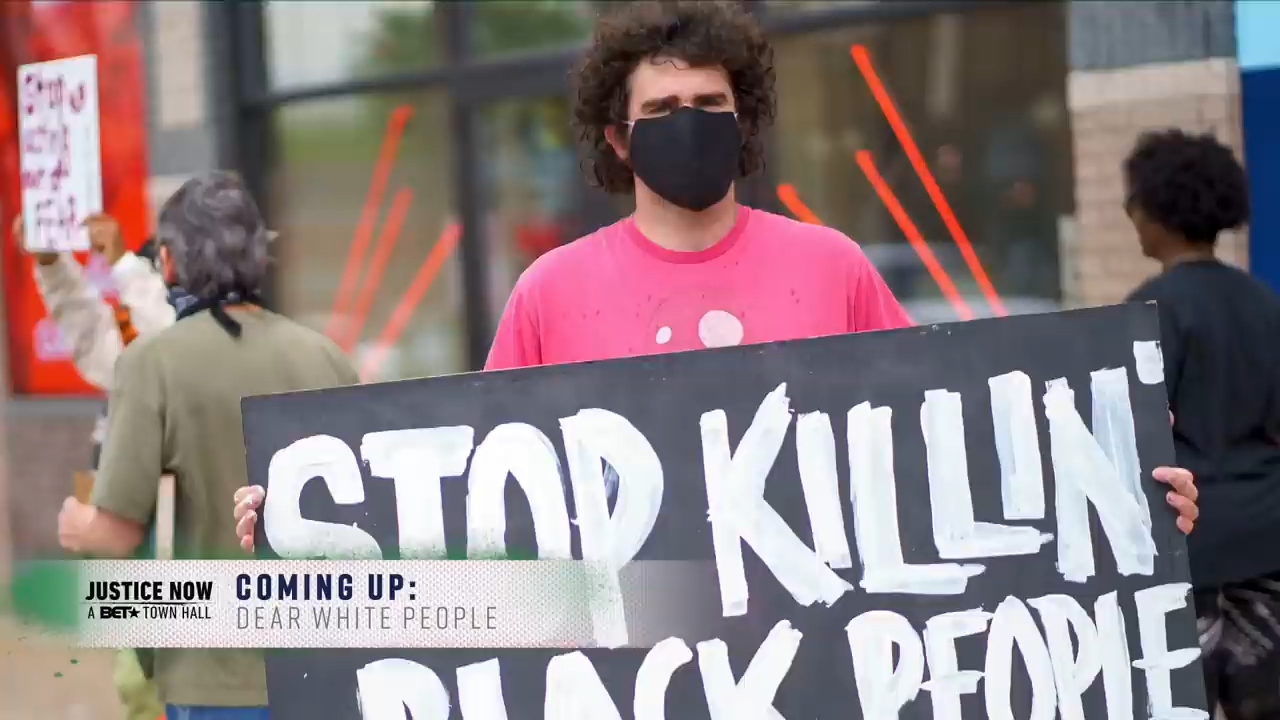 STOP KILLIN'
BLACK PEOPLE
JUSTICE NOW
A BET★ TOWN HALL
COMING UP:
DEAR WHITE PEOPLE